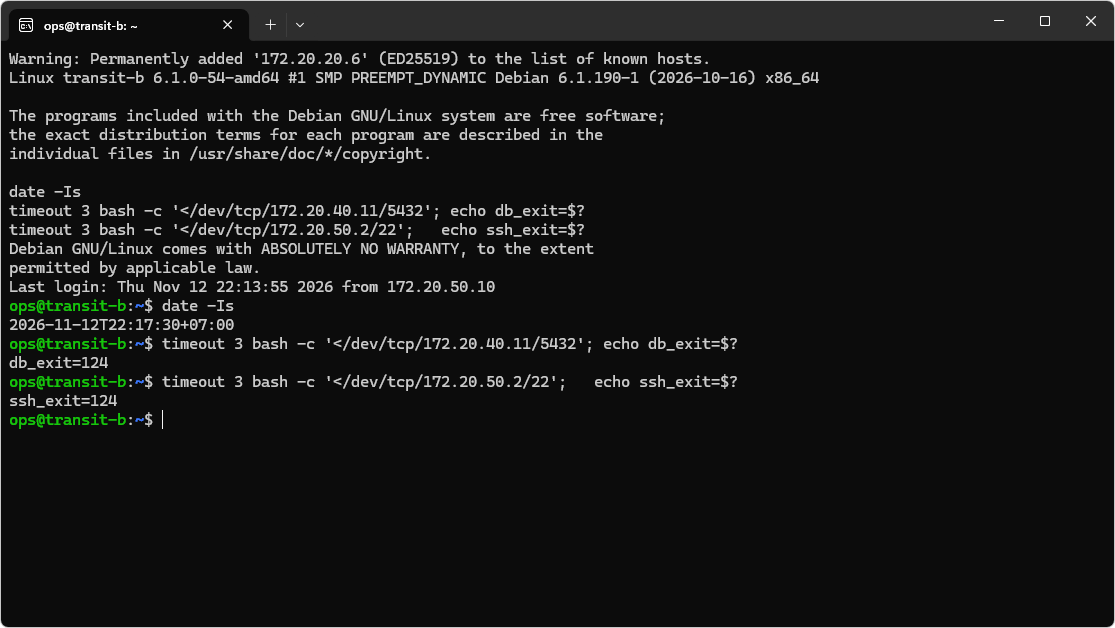 ops@transit-b: ~
Warning: Permanently added '172.20.20.6' (ED25519) to the list of known hosts.
Linux transit-b 6.1.0-54-amd64 #1 SMP PREEMPT_DYNAMIC Debian 6.1.190-1 (2026-10-16) x86_64

The programs included with the Debian GNU/Linux system are free software;
the exact distribution terms for each program are described in the
individual files in /usr/share/doc/*/copyright.

date -Is
timeout 3 bash -c '</dev/tcp/172.20.40.11/5432'; echo db_exit=$?
timeout 3 bash -c '</dev/tcp/172.20.50.2/22';   echo ssh_exit=$?
Debian GNU/Linux comes with ABSOLUTELY NO WARRANTY, to the extent
permitted by applicable law.
Last login: Thu Nov 12 22:13:55 2026 from 172.20.50.10
ops@transit-b:~$ date -Is
2026-11-12T22:17:30+07:00
ops@transit-b:~$ timeout 3 bash -c '</dev/tcp/172.20.40.11/5432'; echo db_exit=$?
db_exit=124
ops@transit-b:~$ timeout 3 bash -c '</dev/tcp/172.20.50.2/22';   echo ssh_exit=$?
ssh_exit=124
ops@transit-b:~$